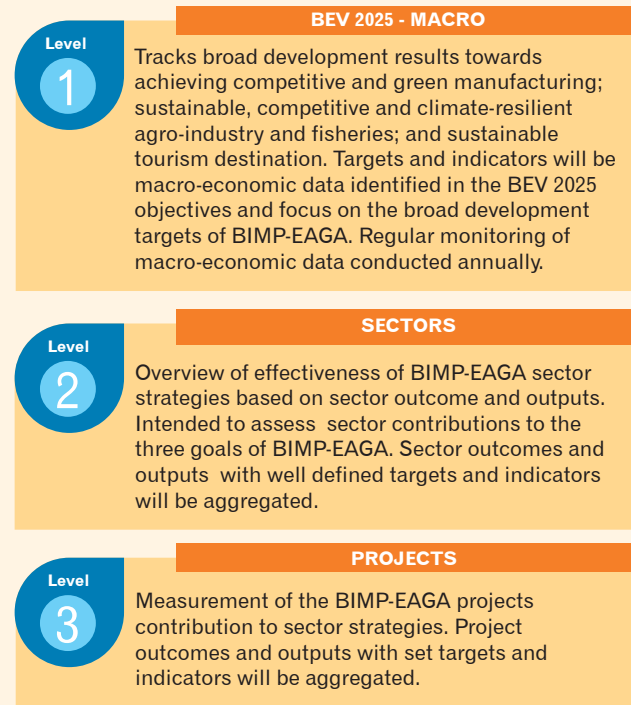 BEV 2025 - MACRO
Level
1
Tracks broad development results towards
achieving competitive and green manufacturing;
sustainable, competitive and climate-resilient
agro-industry and fisheries; and sustainable
tourism destination. Targets and indicators will be
macro-economic data identified in the BEV 2025
objectives and focus on the broad development
targets of BIMP-EAGA. Regular monitoring of
macro-economic data conducted annually.
SECTORS
Level
2
Overview of effectiveness of BIMP-EAGA sector
strategies based on sector outcome and outputs.
Intended to assess sector contributions to the
three goals of BIMP-EAGA. Sector outcomes and
outputs with well defined targets and indicators
will be aggregated.
PROJECTS
Level
3
Measurement of the BIMP-EAGA projects
contribution to sector strategies. Project
outcomes and outputs with set targets and
indicators will be aggregated.